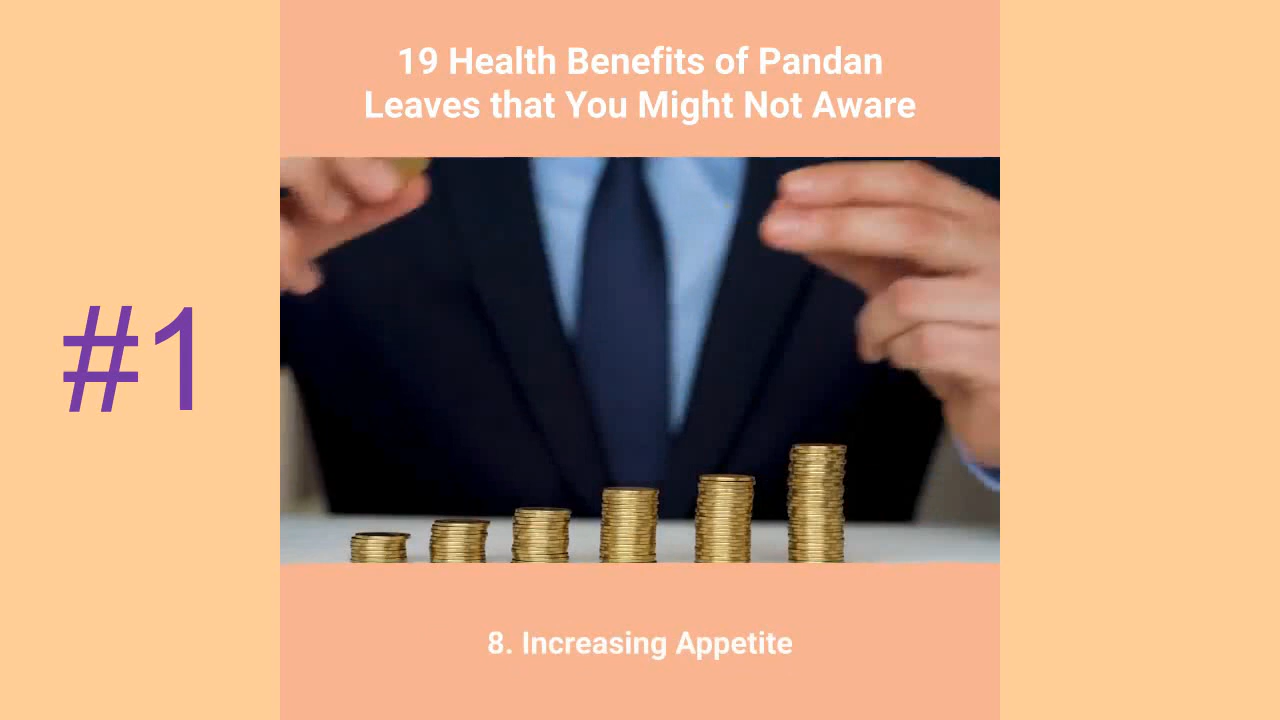 19 Health Benefits of Pandan
Leaves that You Might Not Aware
#1
8. Increasing Appetite